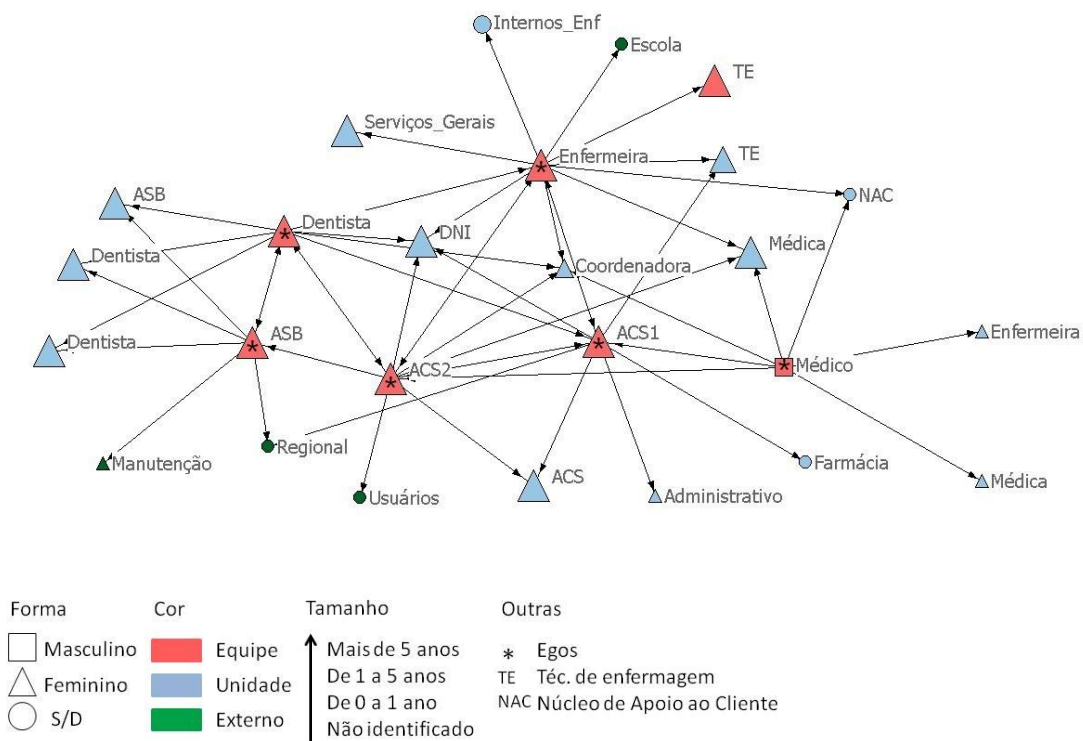 Internos_Enf
Escola
TE
Serviços_Gerais
Enfermeira
TE
ASB
NAC
Dentista
DNI
Médica
Dentista
Coordenadora
Dentista
ASB
ACS1
Enfermeira
ACS2
Médico
Regional
Manutenção
Farmácia
ACS
Médica
Usuários
Administrativo
Forma Cor Tamanho Outras
Masculino Equipe Mais de 5 anos * Egos
Feminino Unidade De 1 a 5 anos TE Téc. de enfermagem
S/D Externo De 0 a 1 ano NAC Núcleo de Apoio ao Cliente
Não identificado